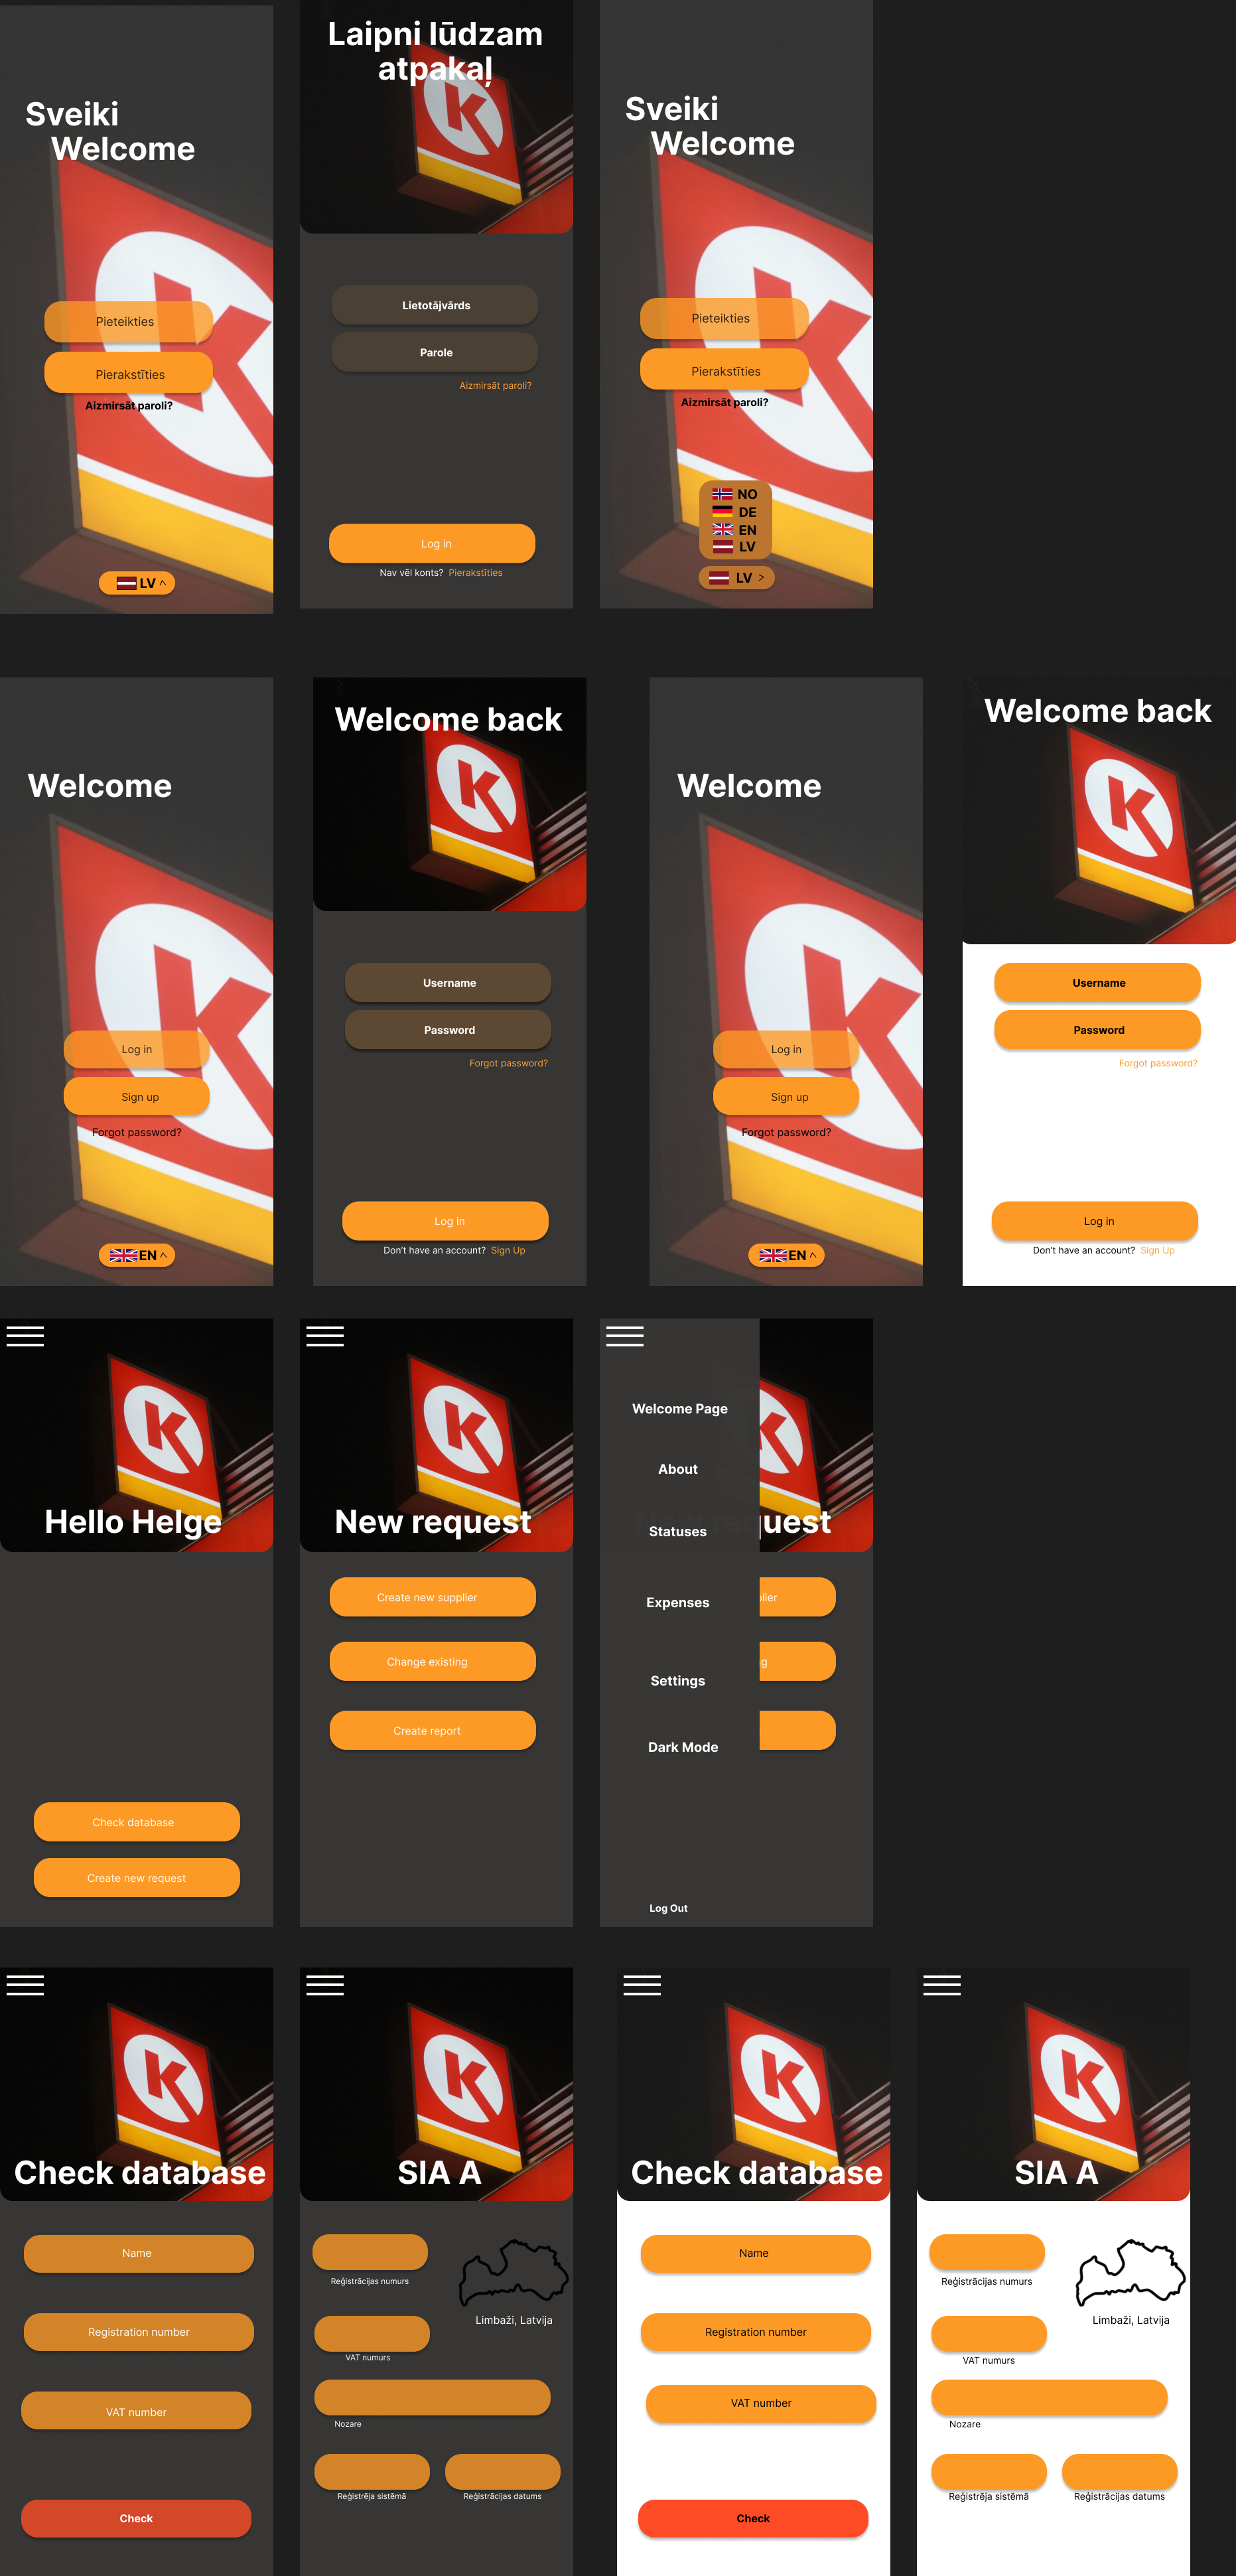 Sveiki
Welcome
Pieteikties
Pierakstīties
Aizmirsāt paroli?
LV
Laipni lūdzam
atpakaļ
Lietotājvārds
Parole
Aizmirsāt paroli?
Log in
Nav vēl konts? Pierakstīties
Sveiki
Welcome
Pieteikties
Pierakstīties
Aizmirsāt paroli?
NO
DE
EN
LV
LV >
Welcome
Log in
Sign up
Forgot password?
EN
Welcome back
Username
Password
Forgot password?
Log in
Don't have an account? Sign Up
Welcome
Log in
Sign up
Forgot password?
EN
Welcome back
Username
Password
Forgot password?
Log in
Don't have an account? Sign Up
Hello Helge
Check database
Create new request
New request
Create new supplier
Change existing
Create report
Welcome Page
About
Statuses
Expenses
Settings
Dark Mode
Log Out
New request
plier
g
Check database
Name
Registration number
VAT number
Check
SIA A
Reģistrācijas numurs
Limbaži, Latvija
VAT numurs
Nozare
Reģistrēja sistēmā
Reģistrācijas datums
Check database
Name
Registration number
VAT number
Check
SIA A
Reģistrācijas numurs
Limbaži, Latvija
VAT numurs
Nozare
Reģistrēja sistēmā
Reģistrācijas datums